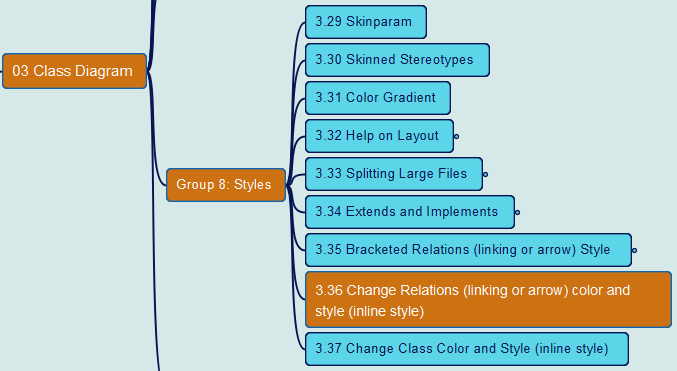 3.29 Skinparam
3.30 Skinned Stereotypes
03 Class Diagram
3.31 Color Gradient
3.32 Help on Layout
3.33 Splitting Large Files
Group 8: Styles
3.34 Extends and Implements
3.35 Bracketed Relations (linking or arrow) Style
3.36 Change Relations (linking or arrow) color and
style (inline style)
3.37 Change Class Color and Style (inline style)